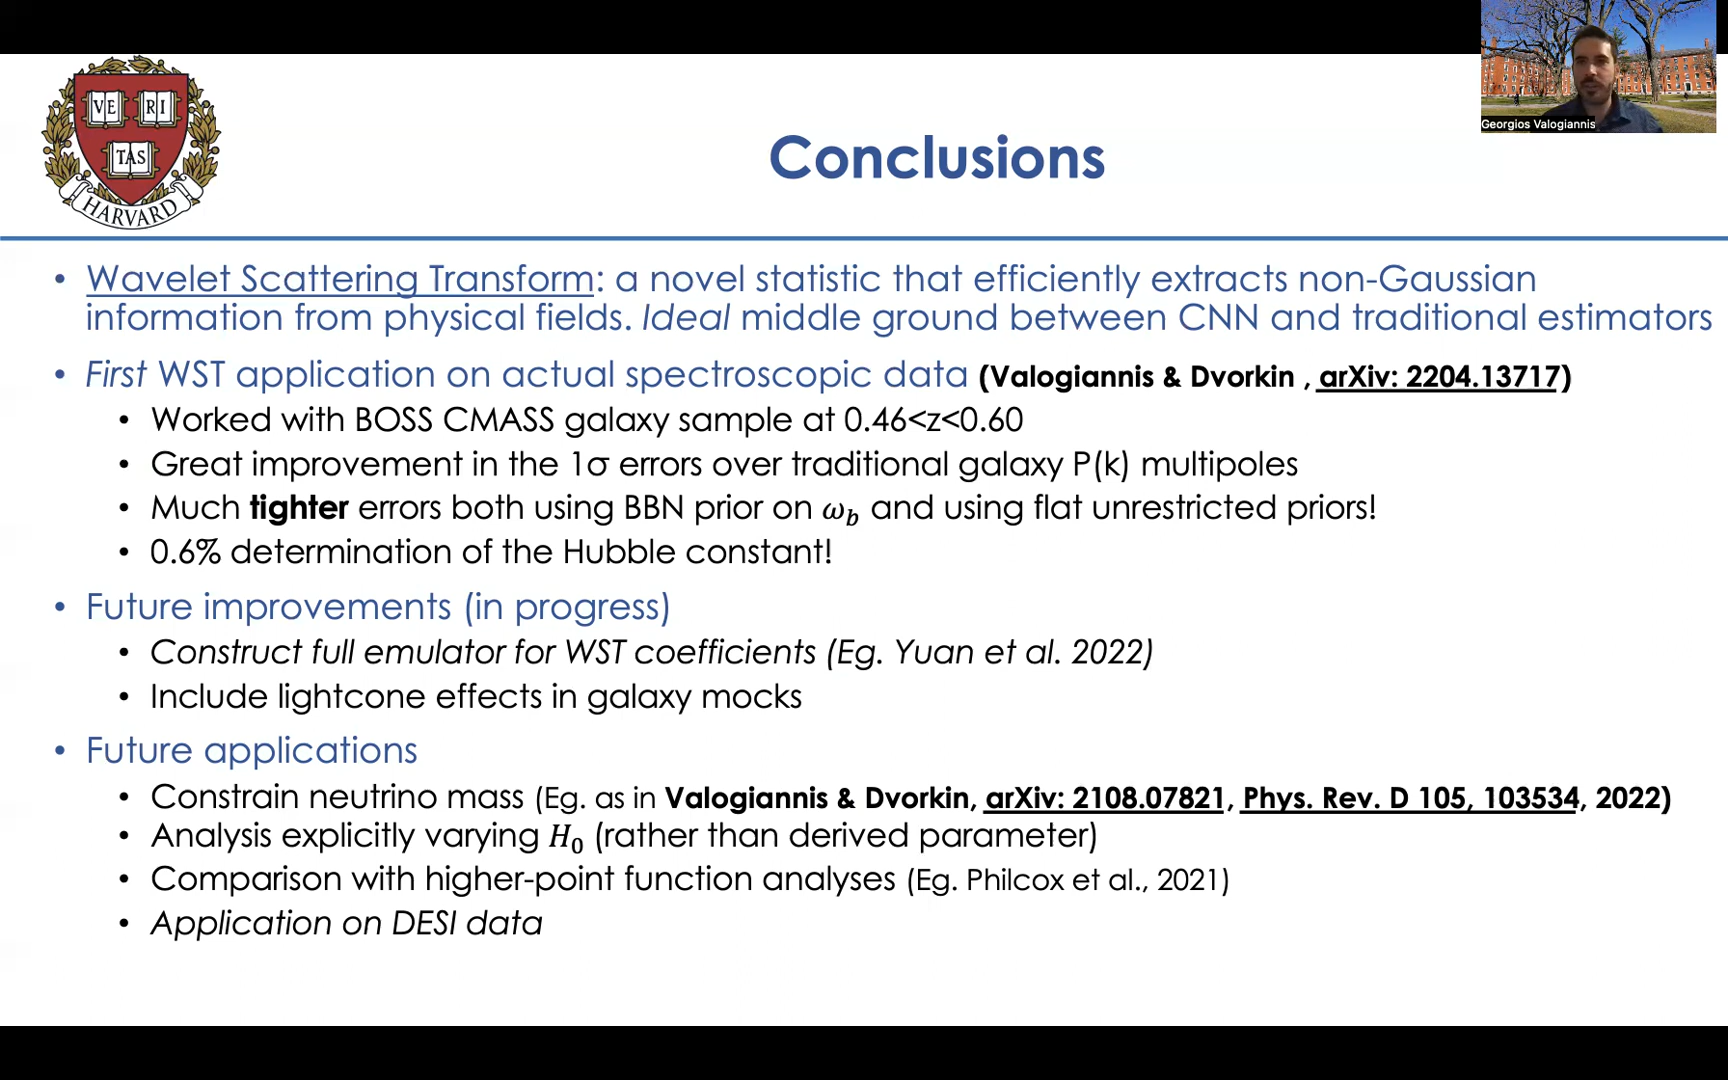 VE RI
TAS
HARVARD
Georgios Valogiannis
Conclusions
• Wavelet Scattering Transform: a novel statistic that efficiently extracts non-Gaussian
information from physical fields. Ideal middle ground between CNN and traditional estimators
• First WST application on actual spectroscopic data (Valogiannis & Dvorkin , arXiv: 2204.13717)
• Worked with BOSS CMASS galaxy sample at 0.46<z<0.60
• Great improvement in the 1σ errors over traditional galaxy P(k) multipoles
• Much tighter errors both using BBN prior on ω_b and using flat unrestricted priors!
• 0.6% determination of the Hubble constant!
• Future improvements (in progress)
• Construct full emulator for WST coefficients (Eg. Yuan et al. 2022)
• Include lightcone effects in galaxy mocks
• Future applications
• Constrain neutrino mass (Eg. as in Valogiannis & Dvorkin, arXiv: 2108.07821, Phys. Rev. D 105, 103534, 2022)
• Analysis explicitly varying H₀ (rather than derived parameter)
• Comparison with higher-point function analyses (Eg. Philcox et al., 2021)
• Application on DESI data